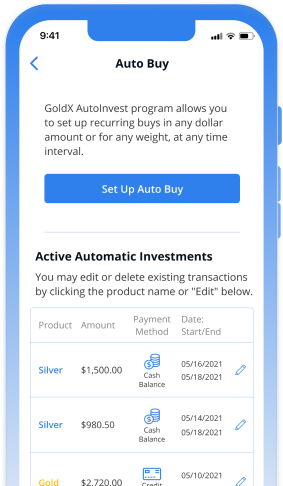 9:41
Auto Buy
GoldX AutoInvest program allows you
to set up recurring buys in any dollar
amount or for any weight, at any time
interval.
Set Up Auto Buy
Active Automatic Investments
You may edit or delete existing transactions
by clicking the product name or "Edit" below.
Product Amount Payment Method Date: Start/End
Silver $1,500.00 Cash Balance 05/16/2021 05/18/2021
Silver $980.50 Cash Balance 05/14/2021 05/18/2021
Gold $2,720.00 Credit 05/10/2021